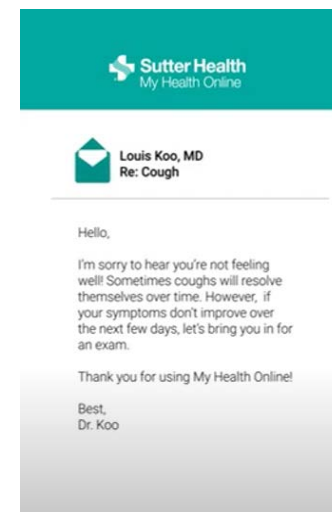 Sutter Health
My Health Online
Louis Koo, MD
Re: Cough
Hello,
I'm sorry to hear you're not feeling
well! Sometimes coughs will resolve
themselves over time. However, if
your symptoms don't improve over
the next few days, let's bring you in for
an exam.
Thank you for using My Health Online!
Best,
Dr. Koo